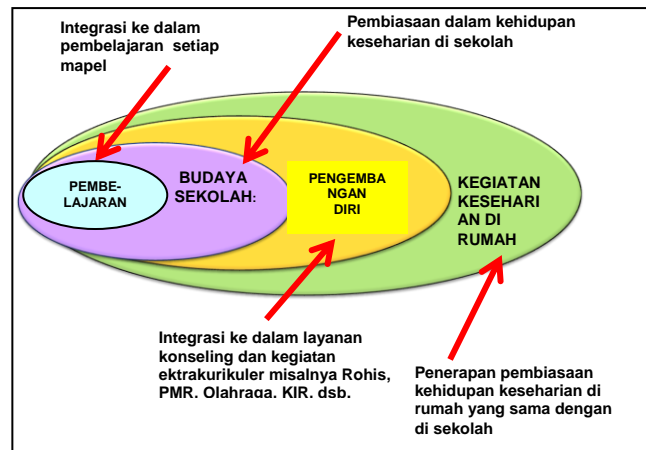 Integrasi ke dalam
pembelajaran setiap
mapel
Pembiasaan dalam kehidupan
keseharian di sekolah
PEMBE-
LAJARAN
BUDAYA
SEKOLAH:
PENGEMBA
NGAN
DIRI
KEGIATAN
KESEHARI
AN DI
RUMAH
Integrasi ke dalam layanan
konseling dan kegiatan
ektrakurikuler misalnya Rohis,
PMR, Olahraga, KIR, dsb.
Penerapan pembiasaan
kehidupan keseharian di
rumah yang sama dengan
di sekolah